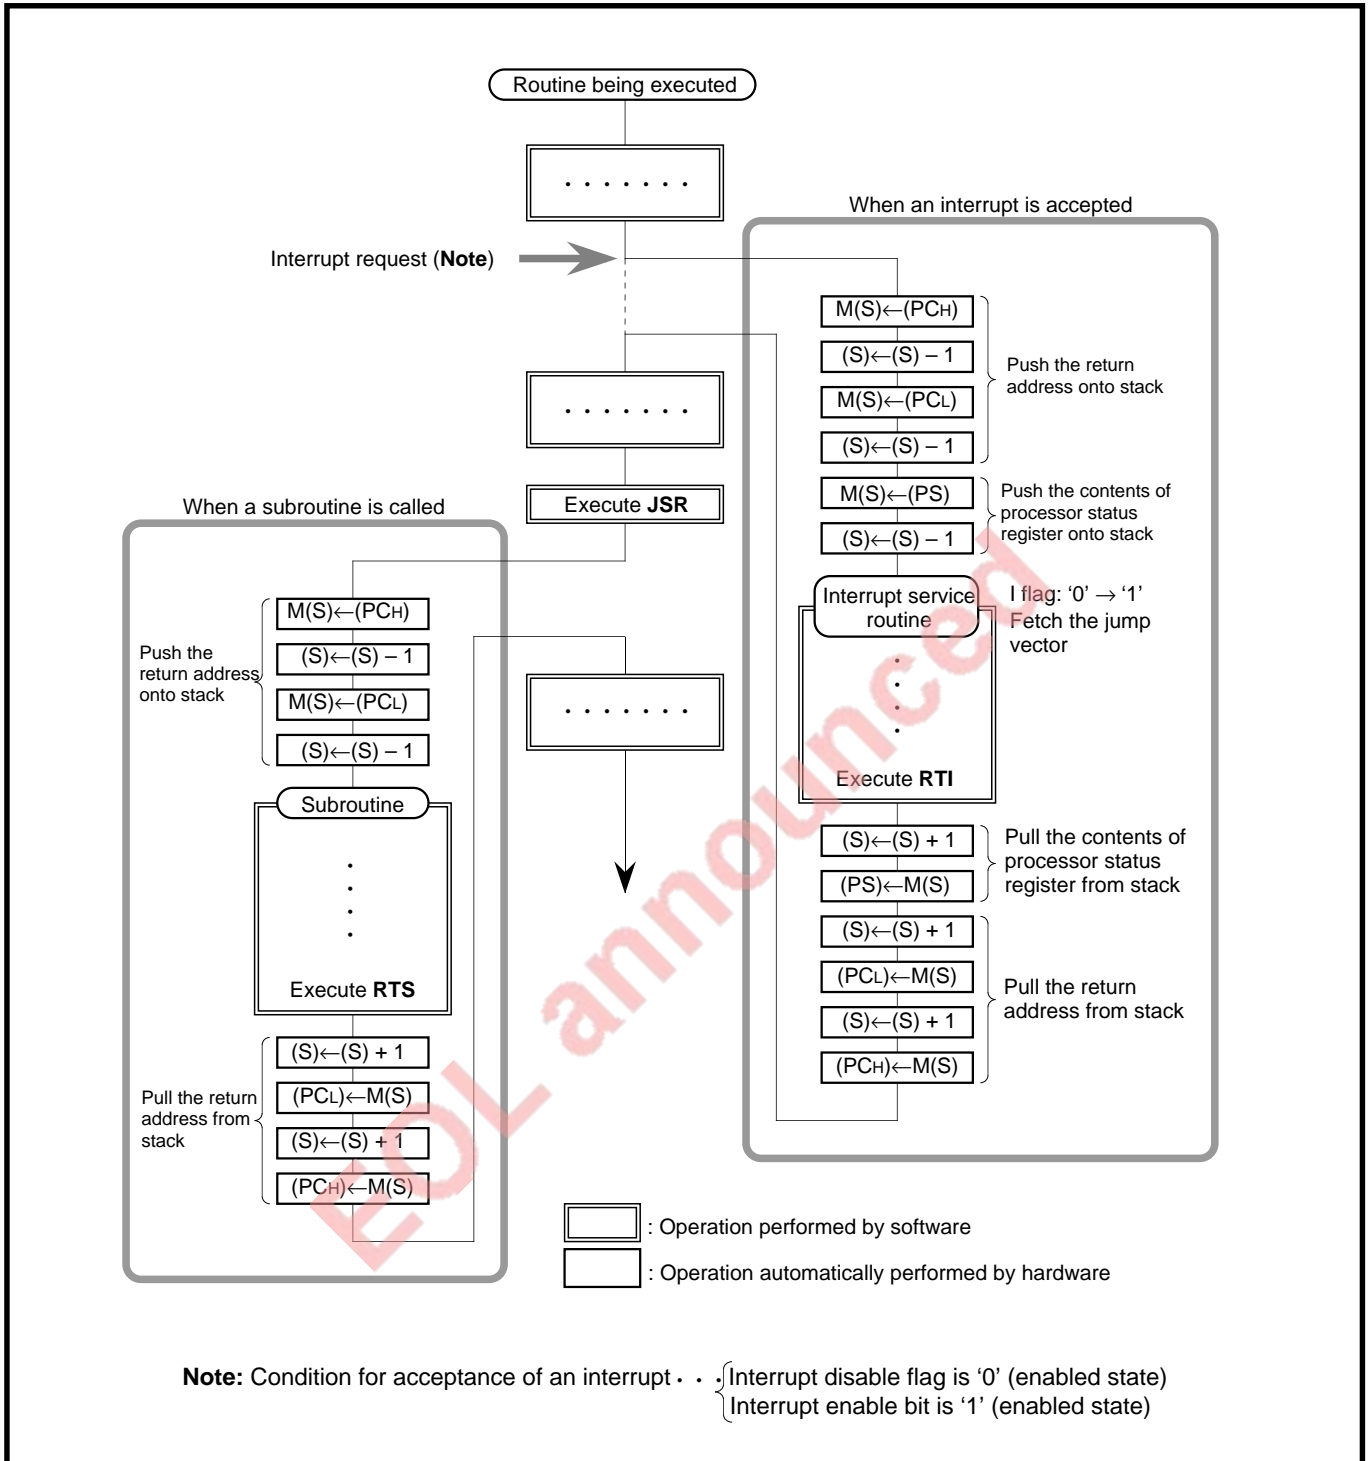 Routine being executed
· · · · · · ·
When an interrupt is accepted
Interrupt request (Note)
M(S)←(PCH)
(S)←(S) – 1
M(S)←(PCL)
(S)←(S) – 1
Push the return
address onto stack
M(S)←(PS)
(S)←(S) – 1
Push the contents of
processor status
register onto stack
Interrupt service
routine
I flag: ‘0’ → ‘1’
Fetch the jump
vector
·
·
·
·
Execute RTI
(S)←(S) + 1
(PS)←M(S)
Pull the contents of
processor status
register from stack
(S)←(S) + 1
(PCL)←M(S)
(S)←(S) + 1
(PCH)←M(S)
Pull the return
address from stack
· · · · · · ·
Execute JSR
When a subroutine is called
M(S)←(PCH)
(S)←(S) – 1
M(S)←(PCL)
(S)←(S) – 1
Push the
return address
onto stack
Subroutine
·
·
·
·
Execute RTS
(S)←(S) + 1
(PCL)←M(S)
(S)←(S) + 1
(PCH)←M(S)
Pull the return
address from
stack
· · · · · · ·
EOL announced
: Operation performed by software
: Operation automatically performed by hardware
Note: Condition for acceptance of an interrupt · · · Interrupt disable flag is ‘0’ (enabled state)
Interrupt enable bit is ‘1’ (enabled state)